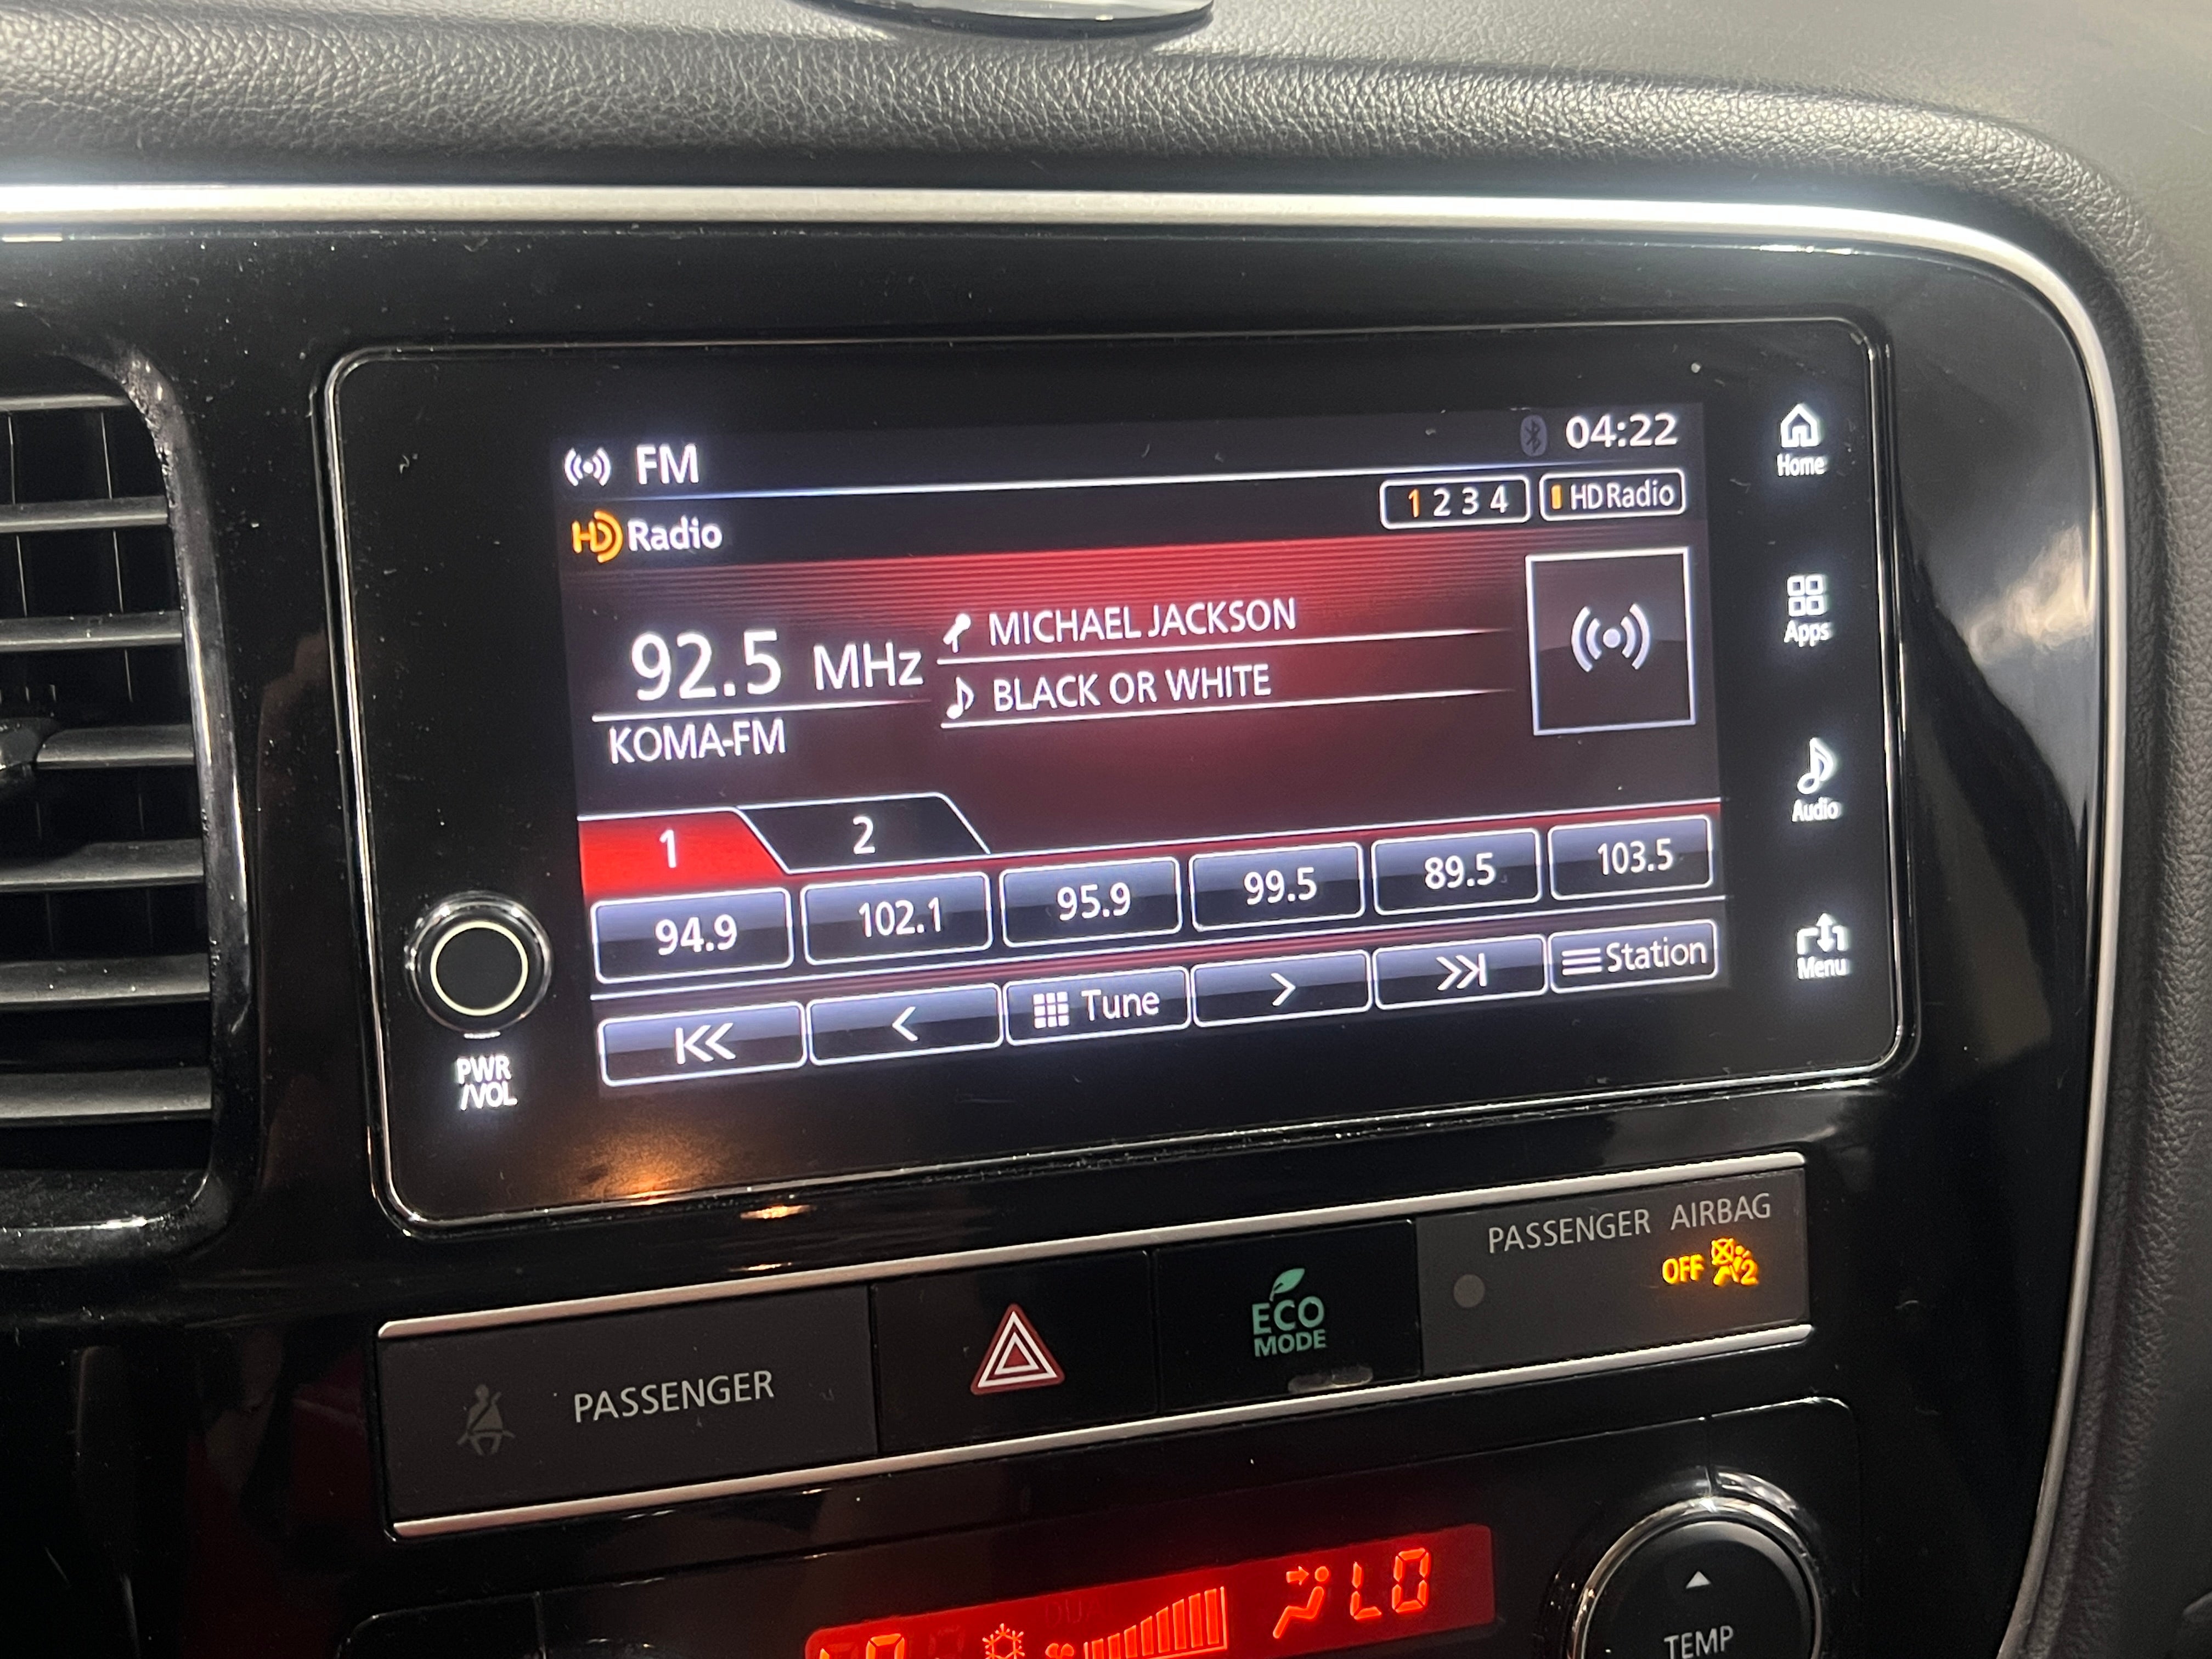 FM
04:22
HD Radio
1 2 3 4
HD Radio
92.5 MHz
MICHAEL JACKSON
BLACK OR WHITE
KOMA-FM
1
2
94.9
102.1
95.9
99.5
89.5
103.5
Tune
Station
Home
Apps
Audio
Menu
PWR
/VOL
PASSENGER AIRBAG
OFF
2
PASSENGER
ECO
MODE
LO
TEMP